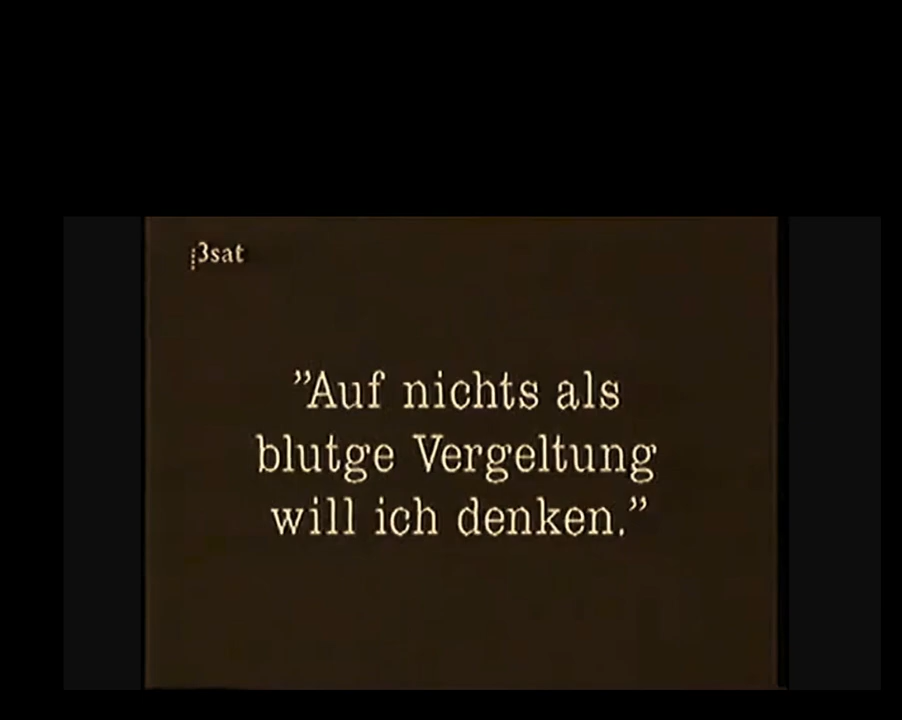 3sat
”Auf nichts als
blutge Vergeltung
will ich denken.”